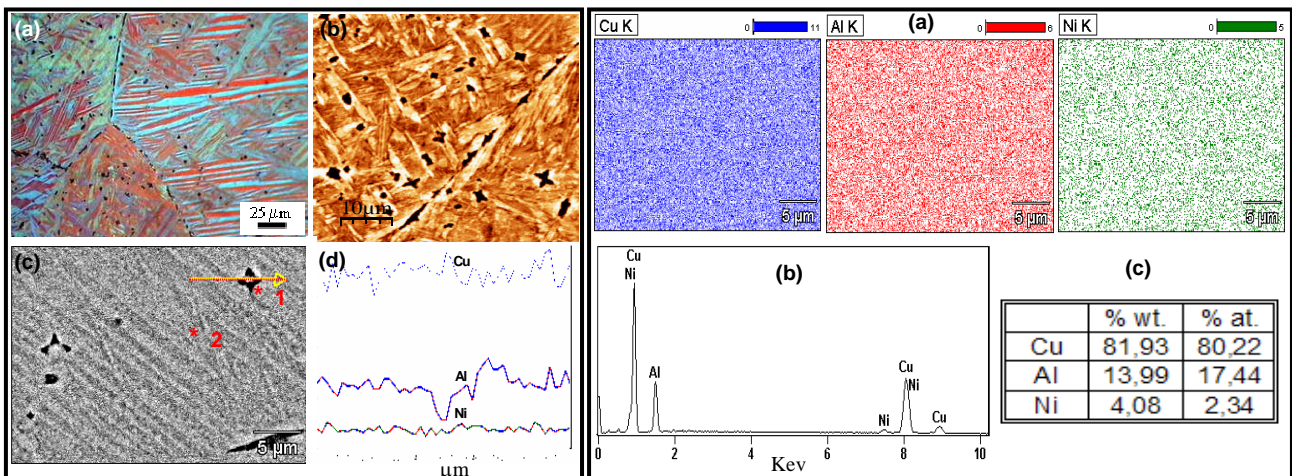 (a)
25 μm
(b)
10μm
(c)
1
2
5 μm
(d)
Cu
Al
Ni
μm
Cu K
0 11
Al K
0 6
(a)
Ni K
0 5
5 μm
5 μm
5 μm
(b)
Cu
Ni
Al
Cu
Ni
Ni
Cu
0 2 4 6 8 10
Kev
(c)
% wt. % at.
Cu 81,93 80,22
Al 13,99 17,44
Ni 4,08 2,34